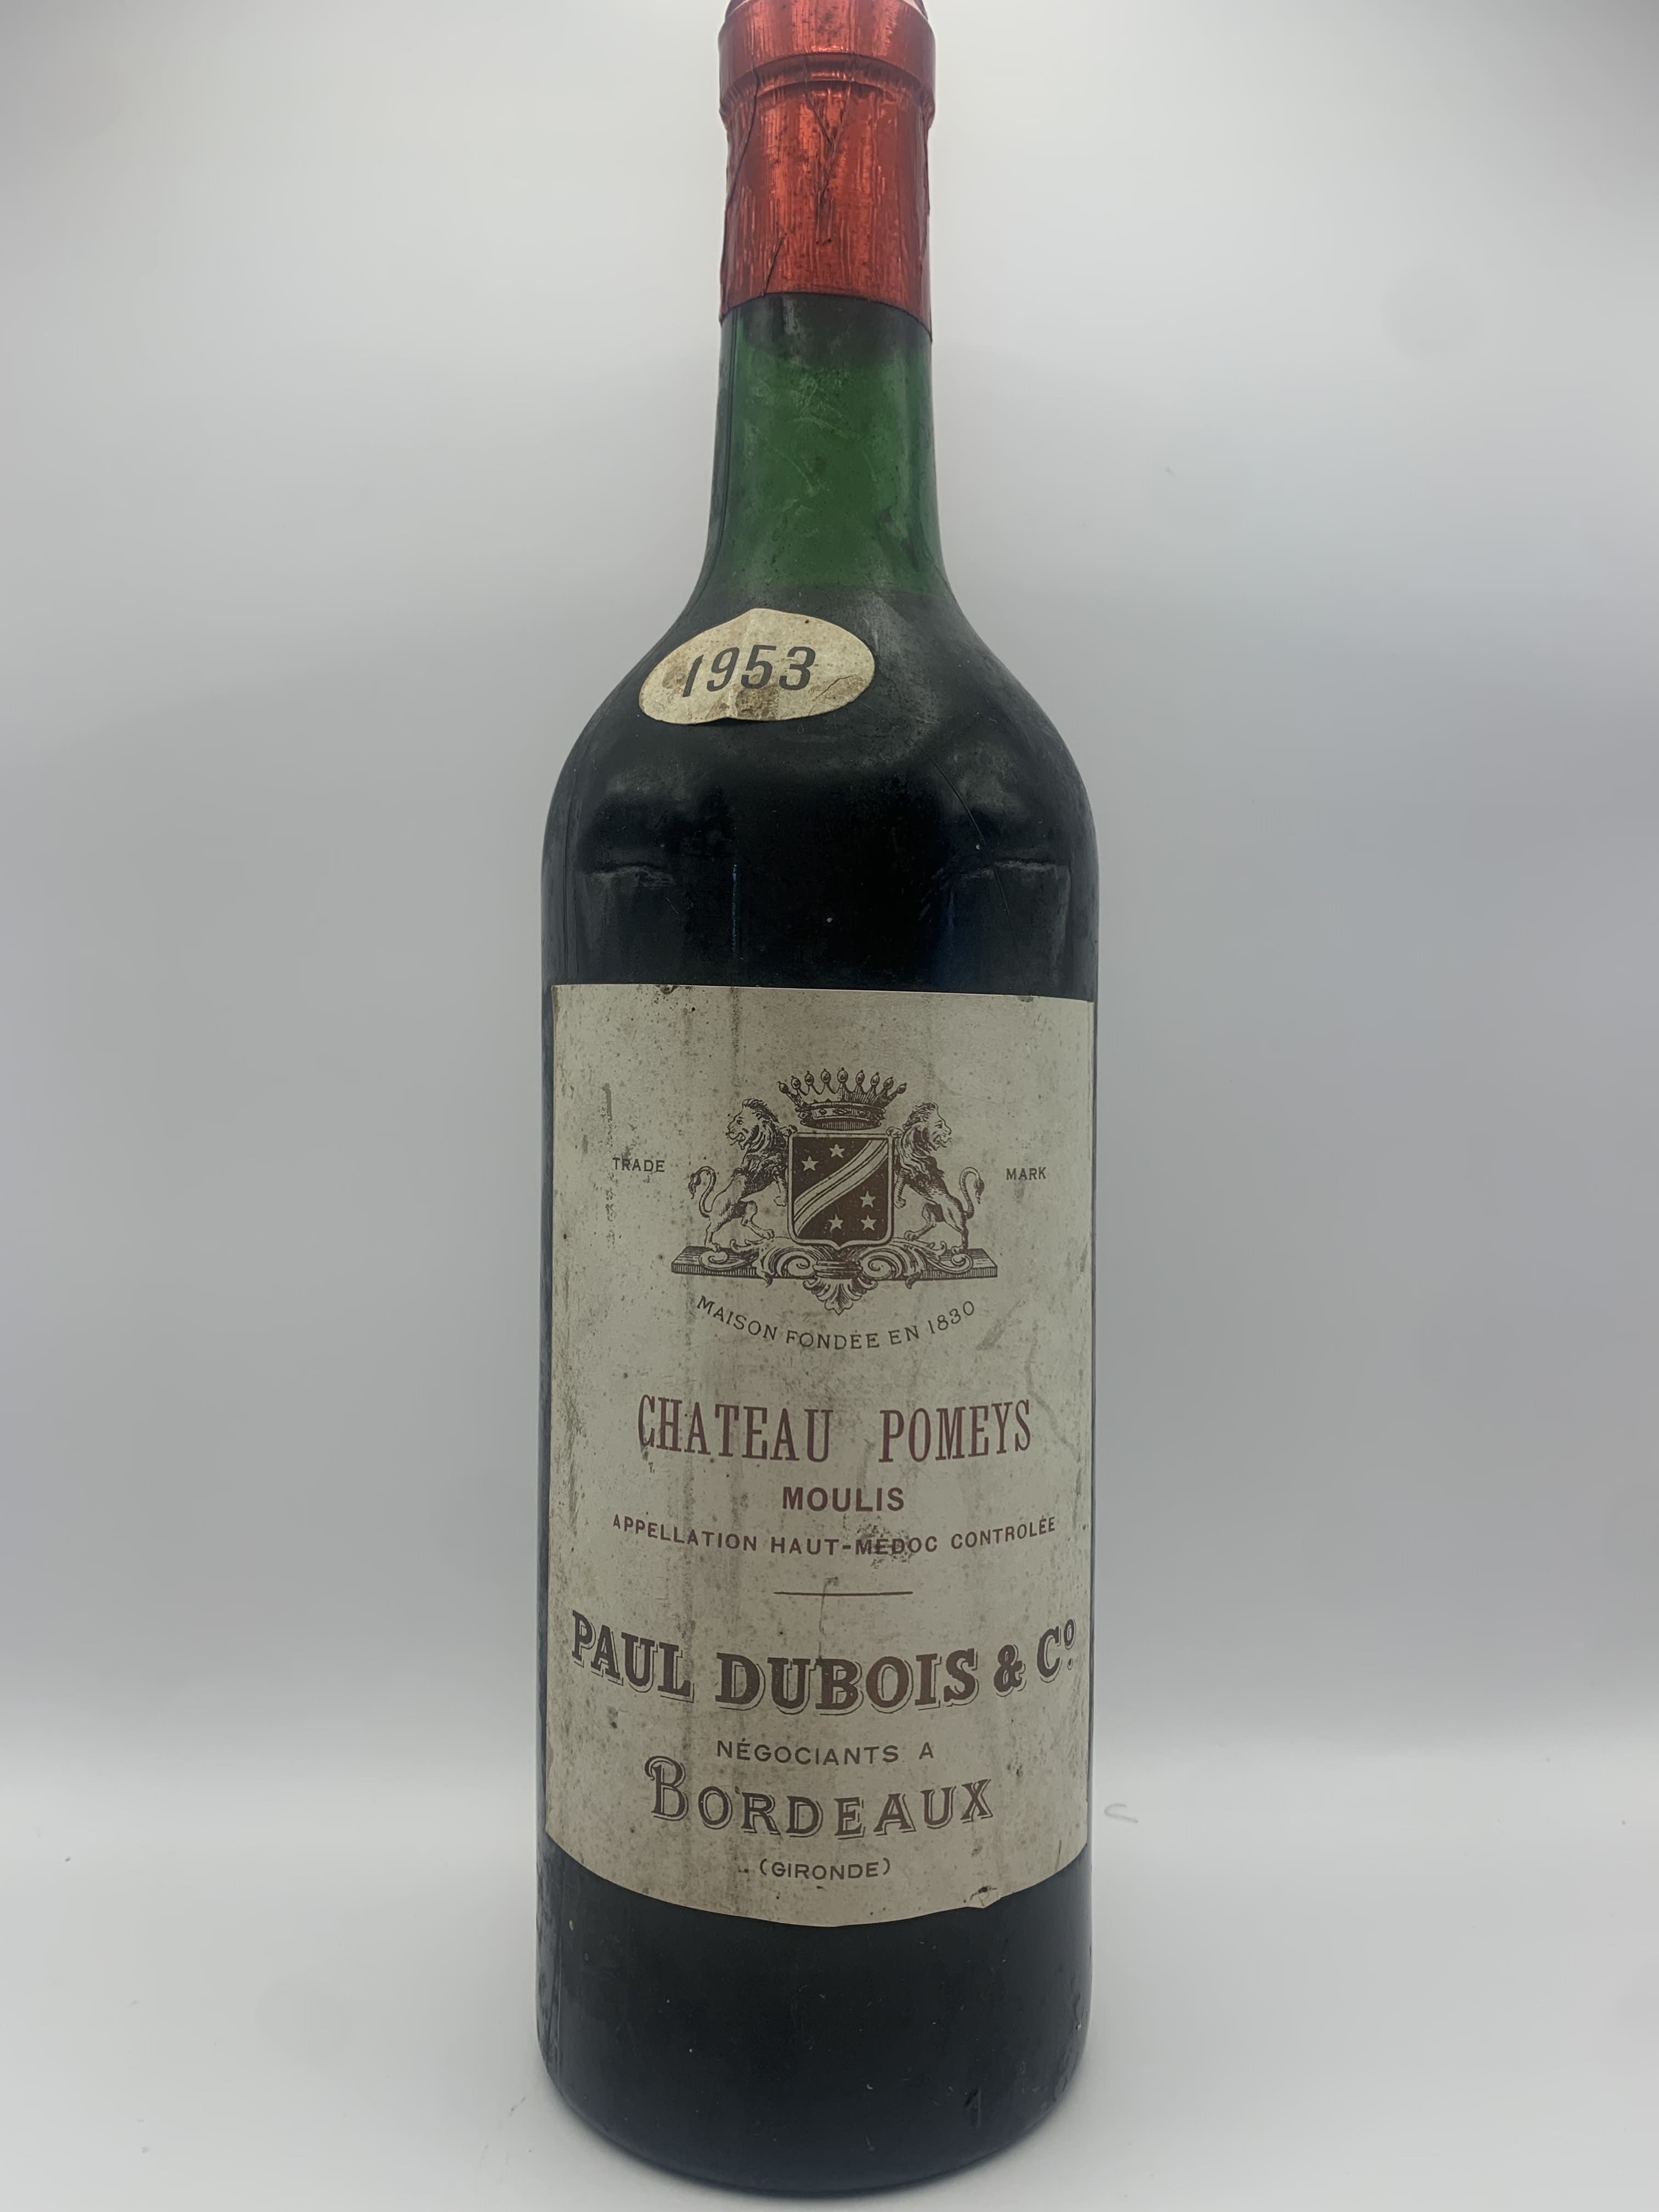 1953
TRADE MARK
MAISON FONDÉE EN 1830
CHATEAU POMEYS
MOULIS
APPELLATION HAUT-MÉDOC CONTROLÉE
PAUL DUBOIS & Cº
NÉGOCIANTS A
BORDEAUX
(GIRONDE)